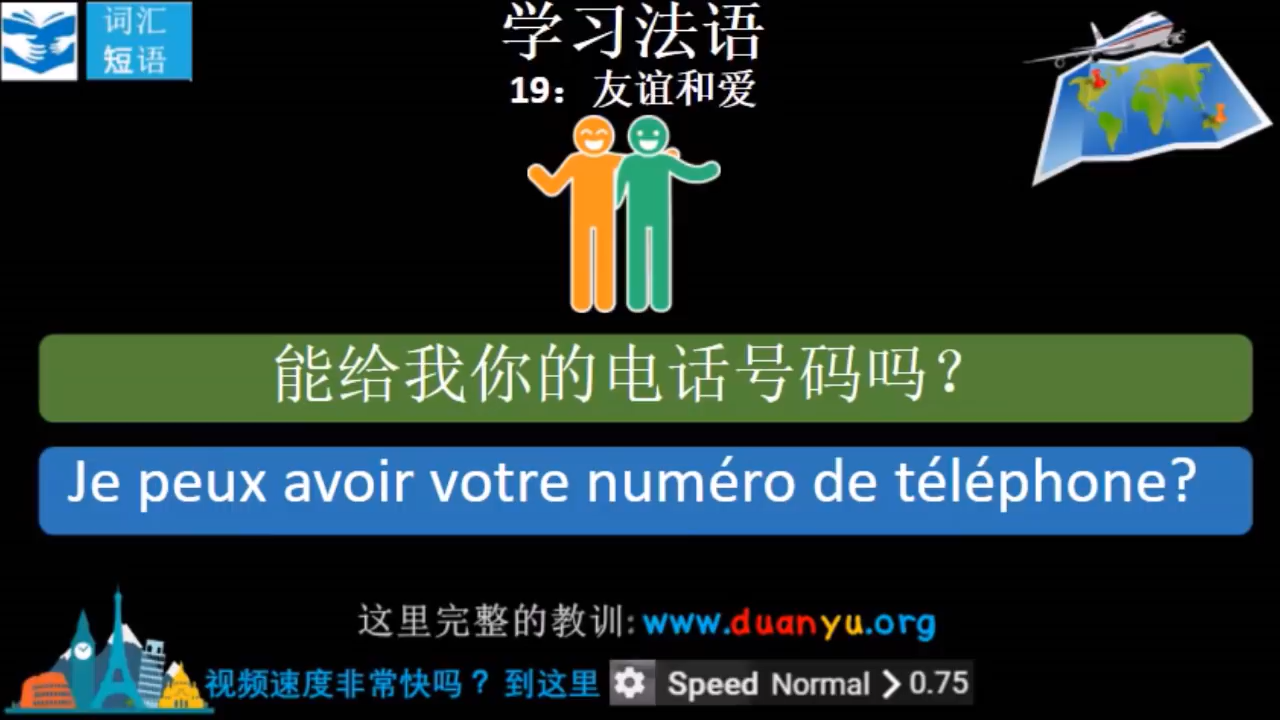 词汇
短语
学习法语
19：友谊和爱
能给我你的电话号码吗？
Je peux avoir votre numéro de téléphone?
这里完整的教训: www.duanyu.org
视频速度非常快吗？ 到这里 Speed Normal > 0.75